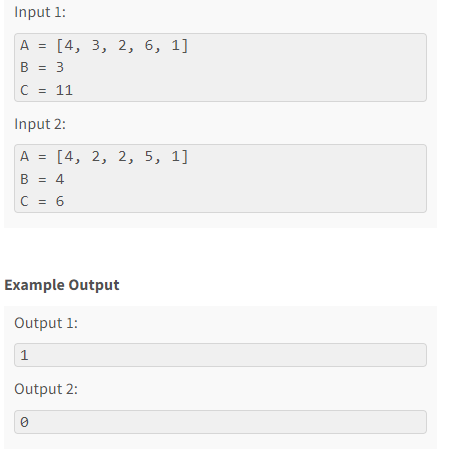 Input 1:
A = [4, 3, 2, 6, 1]
B = 3
C = 11
Input 2:
A = [4, 2, 2, 5, 1]
B = 4
C = 6
Example Output
Output 1:
1
Output 2:
0